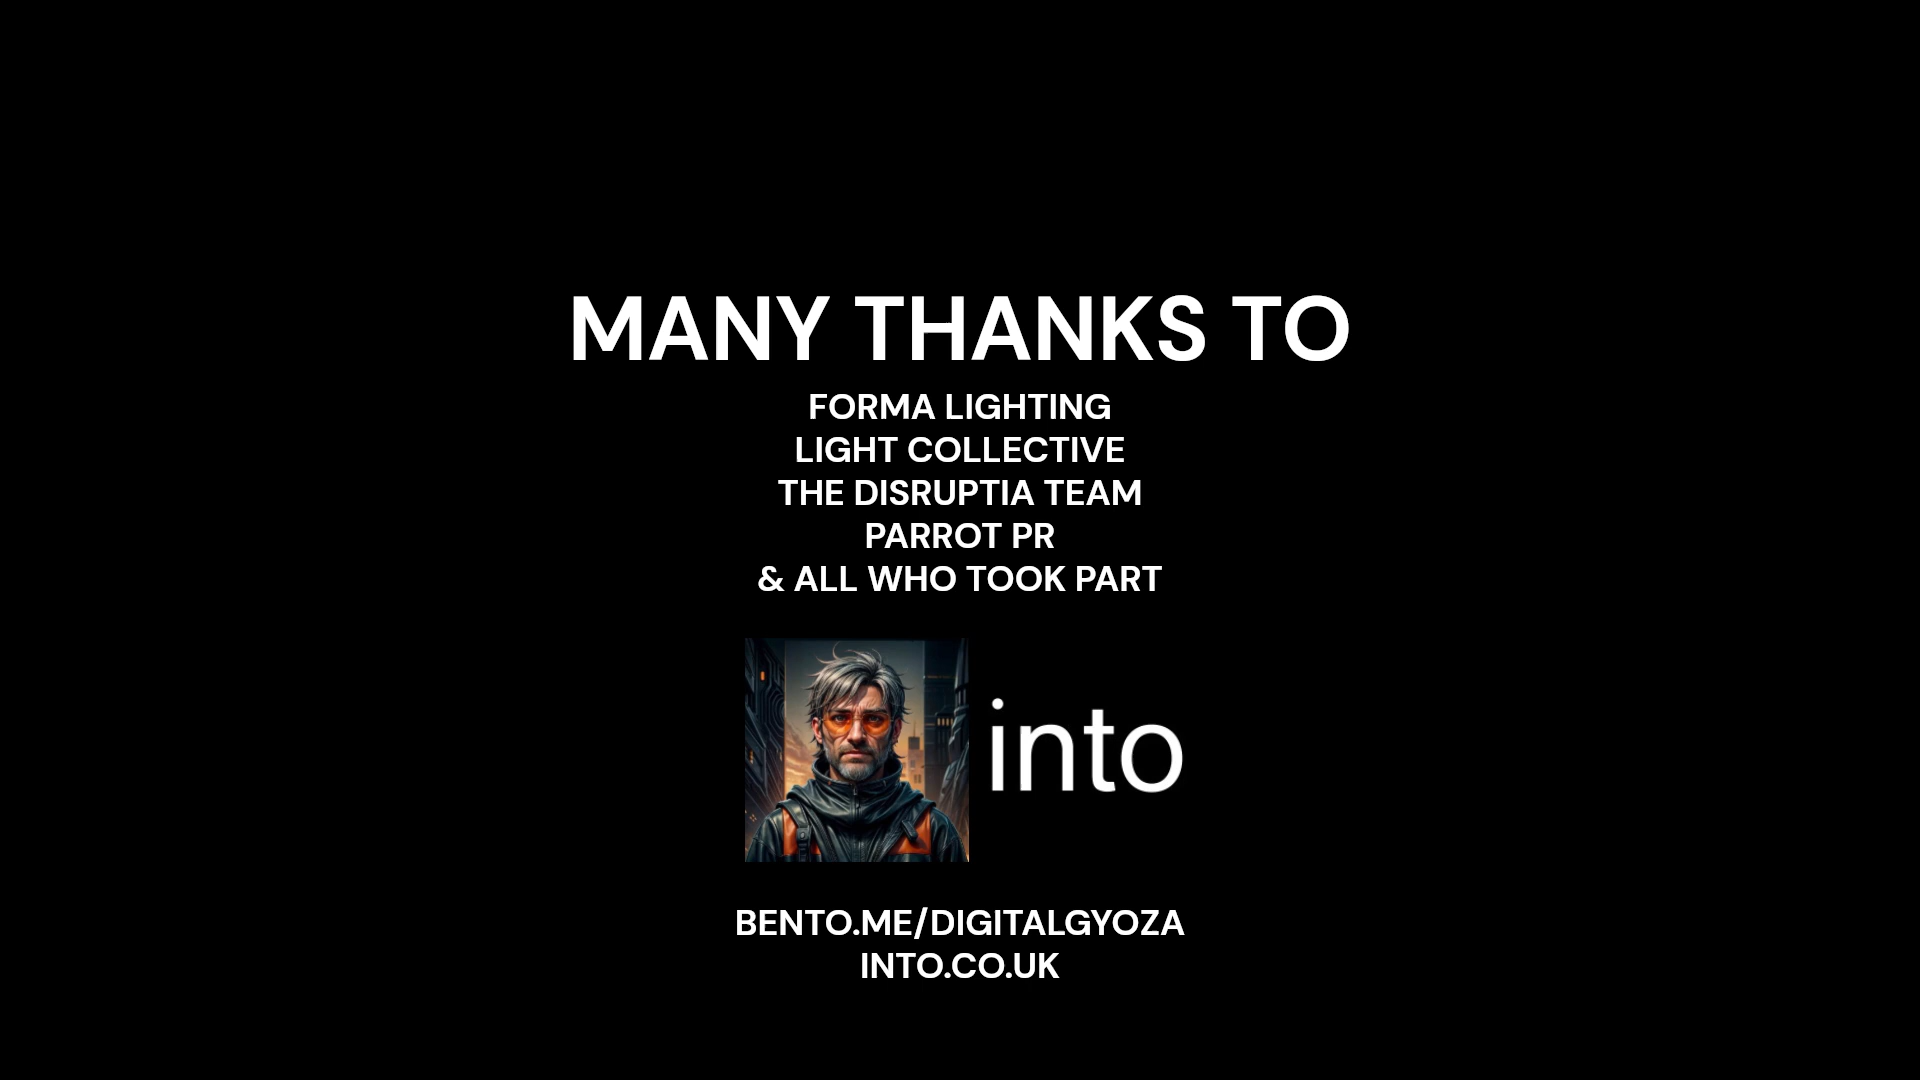 MANY THANKS TO
FORMA LIGHTING
LIGHT COLLECTIVE
THE DISRUPTIA TEAM
PARROT PR
& ALL WHO TOOK PART
into
BENTO.ME/DIGITALGYOZA
INTO.CO.UK